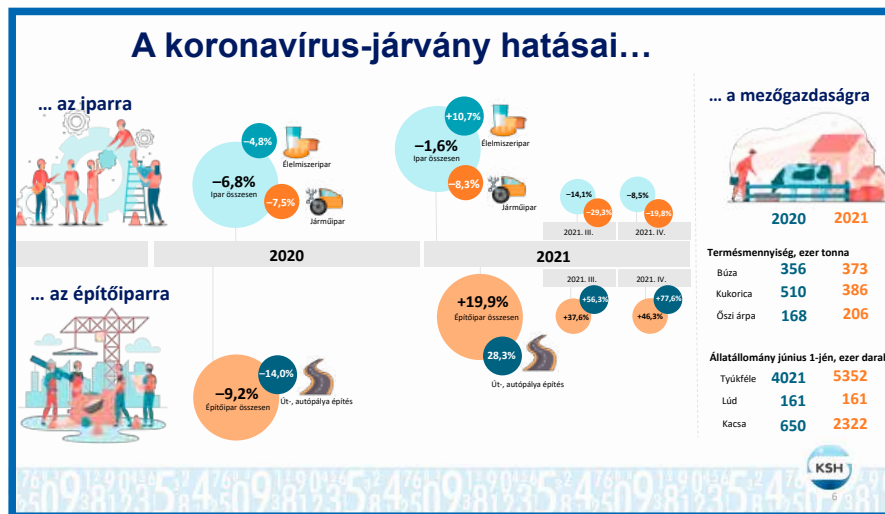 A koronavírus-járvány hatásai…
… az iparra
–4,8%
Élelmiszeripar
–6,8%
Ipar összesen
–7,5%
Járműipar
+10,7%
Élelmiszeripar
–1,6%
Ipar összesen
–8,3%
Járműipar
–14,1%
–29,3%
–8,5%
–19,8%
2021. III.
2021. IV.
2020
2021
… az építőiparra
–14,0%
–9,2%
Építőipar összesen
Út-, autópálya építés
+19,9%
Építőipar összesen
28,3%
Út-, autópálya építés
2021. III.
2021. IV.
+56,3%
+37,6%
+77,6%
+46,3%
… a mezőgazdaságra
2020 2021
Termésmennyiség, ezer tonna
Búza 356 373
Kukorica 510 386
Őszi árpa 168 206
Állatállomány június 1-jén, ezer darab
Tyúkféle 4021 5352
Lúd 161 161
Kacsa 650 2322
KSH
6